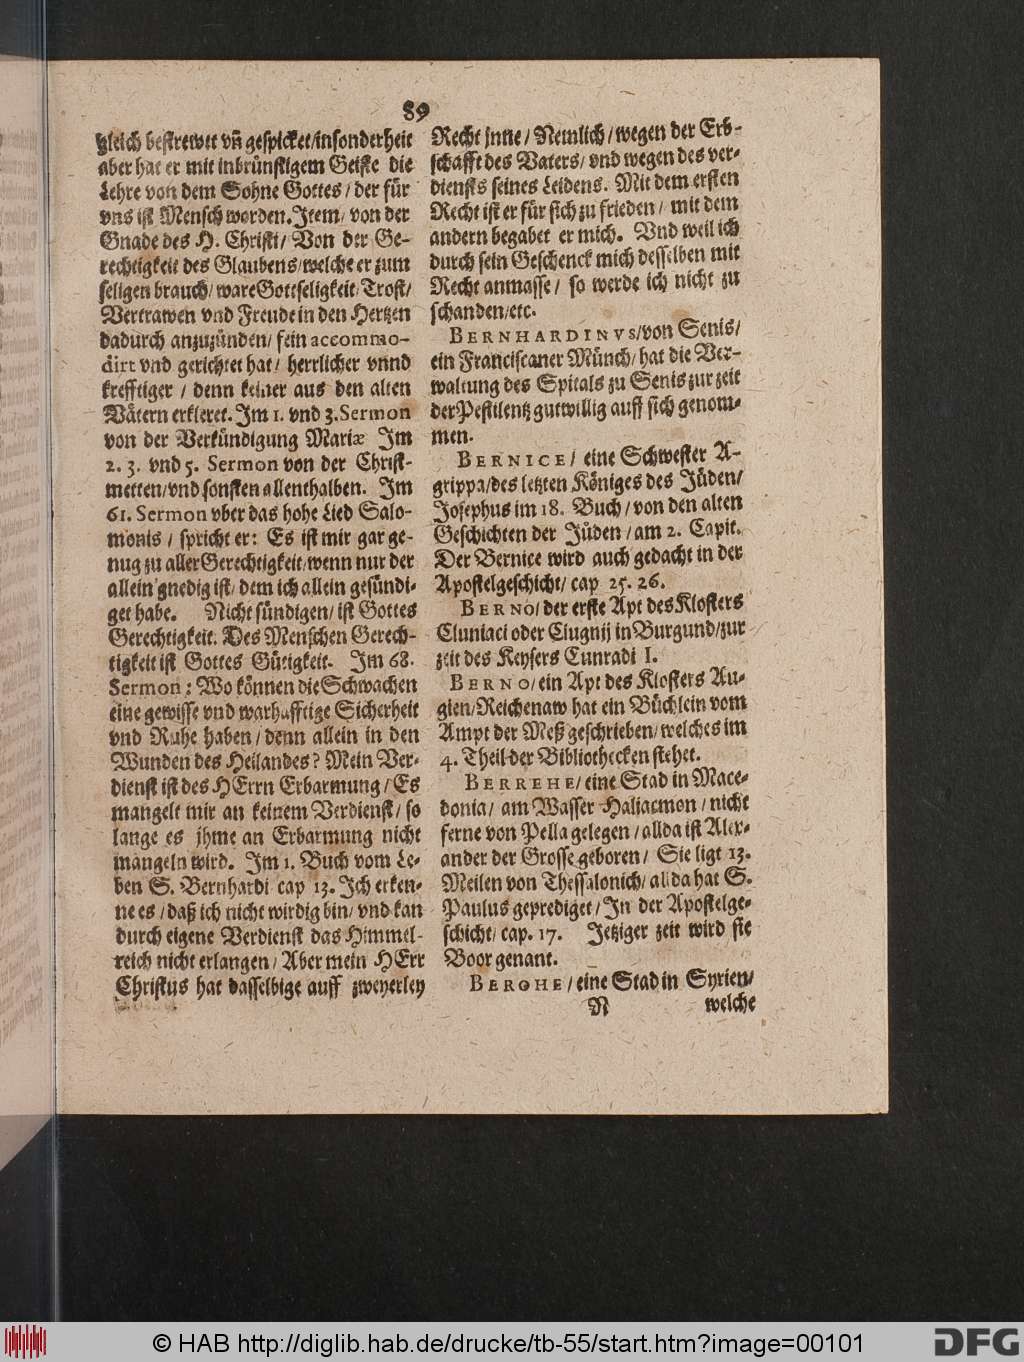 89
gleich bestrewet vñ gespicket/insonderheit
aber hat er mit inbrünstigem Geiste die
Lehre von dem Sohne Gottes / der für
vns ist Mensch worden. Item/ von der
Gnade des H. Christi/ Von der Ge-
rechtigkeit des Glaubens/welche er zum
seligen brauch/ ware Gottseligkeit/ Trost/
Vertrawen vnd Freude in den Hertzen
dadurch anzuzünden/ fein accommo-
dirt vnd gerichtet hat/ herrlicher vnnd
krefftiger / denn keiner aus den alten
Vätern erkleret. Im 1. vnd 3. Sermon
von der Verkündigung Mariæ Im
2. 3. vnd 5. Sermon von der Christ-
metten/vnd sonsten allenthalben. Im
61. Sermon vber das hohe Lied Salo-
monis / spricht er: Es ist mir gar ge-
nug zu aller Gerechtigkeit/wenn nur der
allein gnedig ist/ dem ich allein gesündi-
get habe. Nicht sündigen/ ist Gottes
Gerechtigkeit. Des Menschen Gerech-
tigkeit ist Gottes Gütigkeit. Im 68.
Sermon: Wo können die Schwachen
eine gewisse vnd warhafftige Sicherheit
vnd Ruhe haben / denn allein in den
Wunden des Heilandes? Mein Ver-
dienst ist des HErrn Erbarmung / Es
mangelt mir an keinem Verdienst/ so
lange es jhme an Erbarmung nicht
mangeln wird. Im 1. Buch vom Le-
ben S. Bernhardi cap 13. Ich erken-
ne es / daß ich nicht wirdig bin/ vnd kan
durch eigene Verdienst das Himmel-
reich nicht erlangen/ Aber mein HErr
Christus hat dasselbige auff zweyerley
Recht jnne / Nemlich / wegen der Erb-
schafft des Vaters/ vnd wegen des ver-
diensts seines Leidens. Mit dem ersten
Recht ist er für sich zu frieden / mit dem
andern begabet er mich. Vnd weil ich
durch sein Geschenck mich desselben mit
Recht anmasse/ so werde ich nicht zu
schanden/etc.
BERNHARDINVS/von Senis/
ein Franciscaner Münch/ hat die Ver-
waltung des Spitals zu Senis zur zeit
der Pestilentz gutwillig auff sich genom-
men.
BERNICE/ eine Schwester A-
grippa/des letzten Königes des Jüden/
Josephus im 18. Buch / von den alten
Geschichten der Jüden / am 2. Capit.
Der Bernice wird auch gedacht in der
Apostelgeschicht/ cap 25. 26.
BERNO/ der erste Apt des Klosters
Cluniaci oder Clugnij in Burgund/zur
zeit des Keysers Cunradi I.
BERNO/ein Apt des Klosters Au-
gien/Reichenaw hat ein Büchlein vom
Ampt der Meß geschrieben/ welches im
4. Theil der Bibliothecken stehet.
BERREHE/ eine Stad in Mace-
donia/ am Wasser Haliacmon / nicht
ferne von Pella gelegen / allda ist Alex-
ander der Grosse geboren/ Sie ligt 13.
Meilen von Thessalonich/ allda hat S.
Paulus geprediget / In der Apostelge-
schicht/ cap. 17. Jetziger zeit wird sie
Boor genant.
BEROHE/ eine Stad in Syrien/
N welche
© HAB http://diglib.hab.de/drucke/tb-55/start.htm?image=00101
DFG